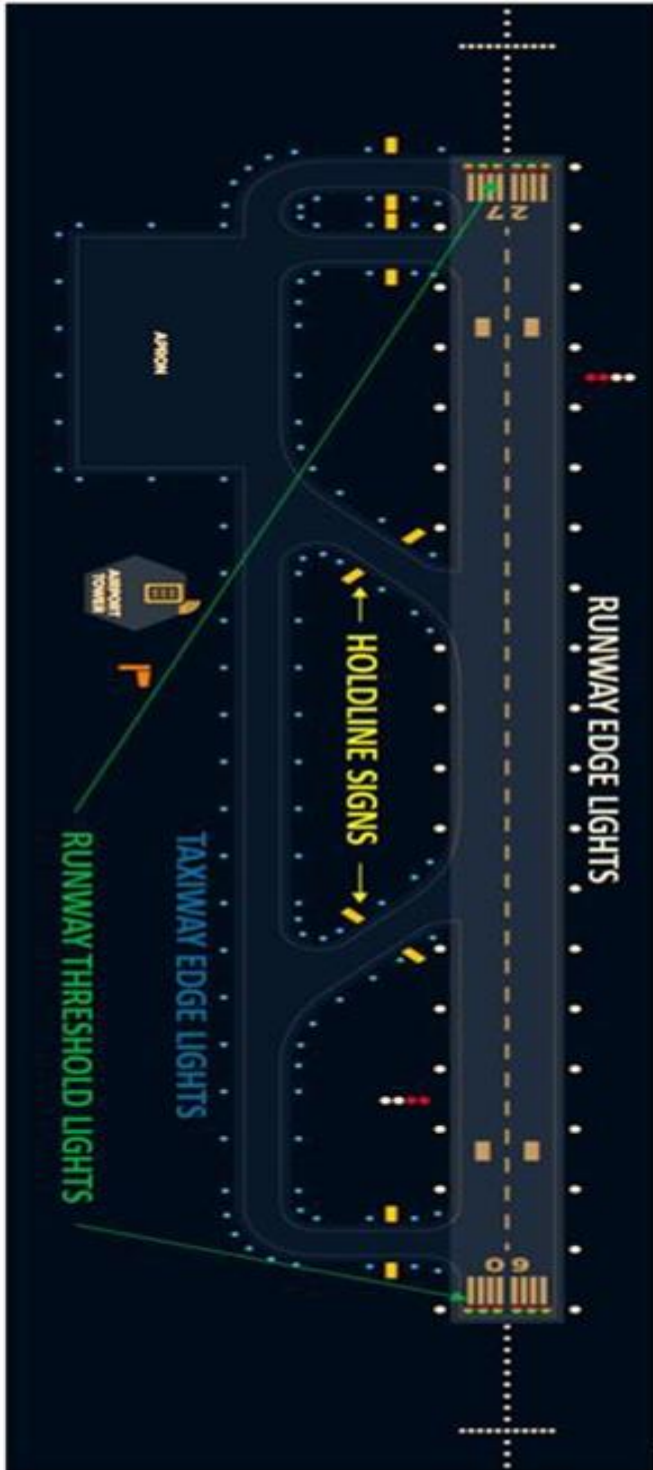 RUNWAY EDGE LIGHTS
27
09
HOLDLINE SIGNS
TAXIWAY EDGE LIGHTS
APRON
AIRPORT
TOWER
RUNWAY THRESHOLD LIGHTS